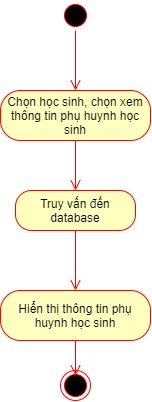 Chọn học sinh, chọn xem
thông tin phụ huynh học
sinh
Truy vấn đến
database
Hiển thị thông tin phụ
huynh học sinh